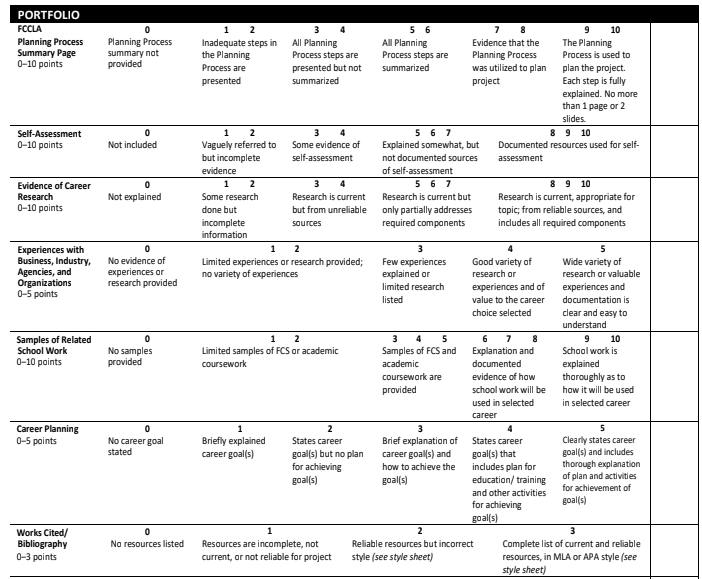 PORTFOLIO
FCCLA
Planning Process
Summary Page
0–10 points
0
Planning Process
summary not
provided
1 2
Inadequate steps in
the Planning
Process are
presented
3 4
All Planning
Process steps are
presented but not
summarized
5 6
All Planning
Process steps are
summarized
7 8
Evidence that the
Planning Process
was utilized to plan
project
9 10
The Planning
Process is used to
plan the project.
Each step is fully
explained. No more
than 1 page or 2
slides.
Self-Assessment
0–10 points
0
Not included
1 2
Vaguely referred to
but incomplete
evidence
3 4
Some evidence of
self-assessment
5 6 7
Explained somewhat, but
not documented sources
of self-assessment
8 9 10
Documented resources used for self-
assessment
Evidence of Career
Research
0–10 points
0
Not explained
1 2
Some research
done but
incomplete
information
3 4
Research is current
but from unreliable
sources
5 6 7
Research is current but
only partially addresses
required components
8 9 10
Research is current, appropriate for
topic; from reliable sources, and
includes all required components
Experiences with
Business, Industry,
Agencies, and
Organizations
0–5 points
0
No evidence of
experiences or
research provided
1 2
Limited experiences or research provided;
no variety of experiences
3
Few experiences
explained or
limited research
listed
4
Good variety of
research or
experiences and of
value to the career
choice selected
5
Wide variety of
research or valuable
experiences and
documentation is
clear and easy to
understand
Samples of Related
School Work
0–10 points
0
No samples
provided
1 2
Limited samples of FCS or academic
coursework
3 4 5
Samples of FCS and
academic
coursework are
provided
6 7 8
Explanation and
documented
evidence of how
school work will be
used in selected
career
9 10
School work is
explained
thoroughly as to
how it will be used
in selected career
Career Planning
0–5 points
0
No career goal
stated
1
Briefly explained
career goal(s)
2
States career
goal(s) but no plan
for achieving
goal(s)
3
Brief explanation of
career goal(s) and
how to achieve the
goal(s)
4
States career
goal(s) that
includes plan for
education/ training
and other activities
for achieving
goal(s)
5
Clearly states career
goal(s) and includes
thorough explanation
of plan and activities
for achievement of
goal(s)
Works Cited/
Bibliography
0–3 points
0
No resources listed
1
Resources are incomplete, not
current, or not reliable for project
2
Reliable resources but incorrect
style (see style sheet)
3
Complete list of current and reliable
resources, in MLA or APA style (see
style sheet)